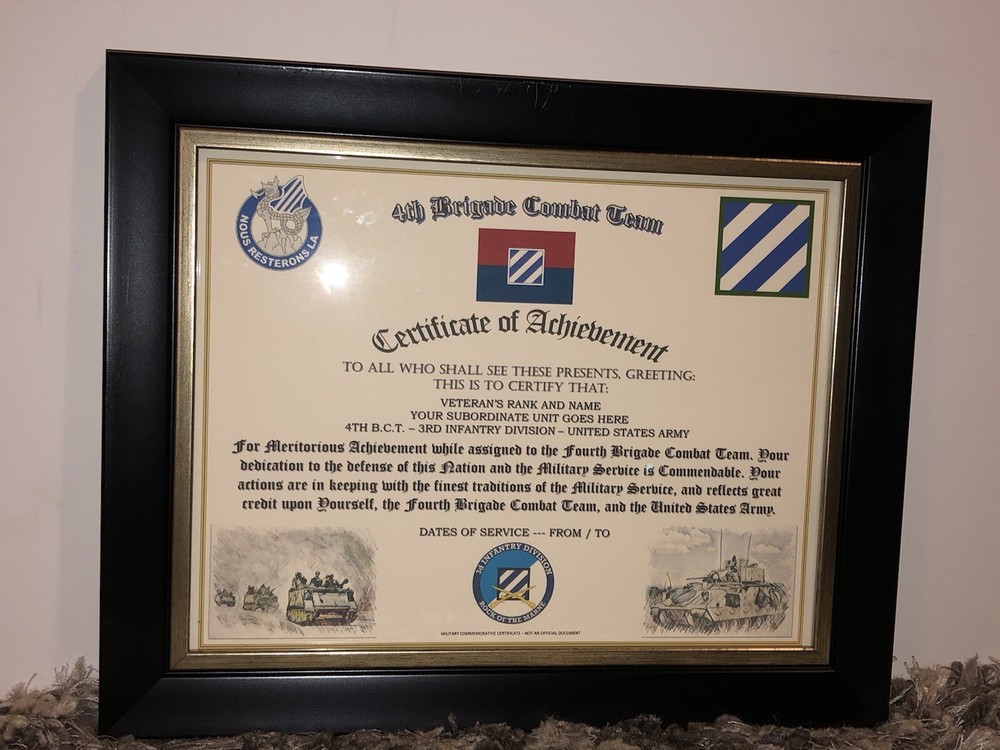 NOUS RESTERONS LA
4th Brigade Combat Team
Certificate of Achievement
TO ALL WHO SHALL SEE THESE PRESENTS, GREETING:
THIS IS TO CERTIFY THAT:
VETERAN'S RANK AND NAME
YOUR SUBORDINATE UNIT GOES HERE
4TH B.C.T. – 3RD INFANTRY DIVISION – UNITED STATES ARMY
For Meritorious Achievement while assigned to the Fourth Brigade Combat Team. Your
dedication to the defense of this Nation and the Military Service is Commendable. Your
actions are in keeping with the finest traditions of the Military Service, and reflects great
credit upon Yourself, the Fourth Brigade Combat Team, and the United States Army.
DATES OF SERVICE --- FROM / TO
3d INFANTRY DIVISION
ROCK OF THE MARNE
MILITARY COMMEMORATIVE CERTIFICATE – NOT AN OFFICIAL DOCUMENT